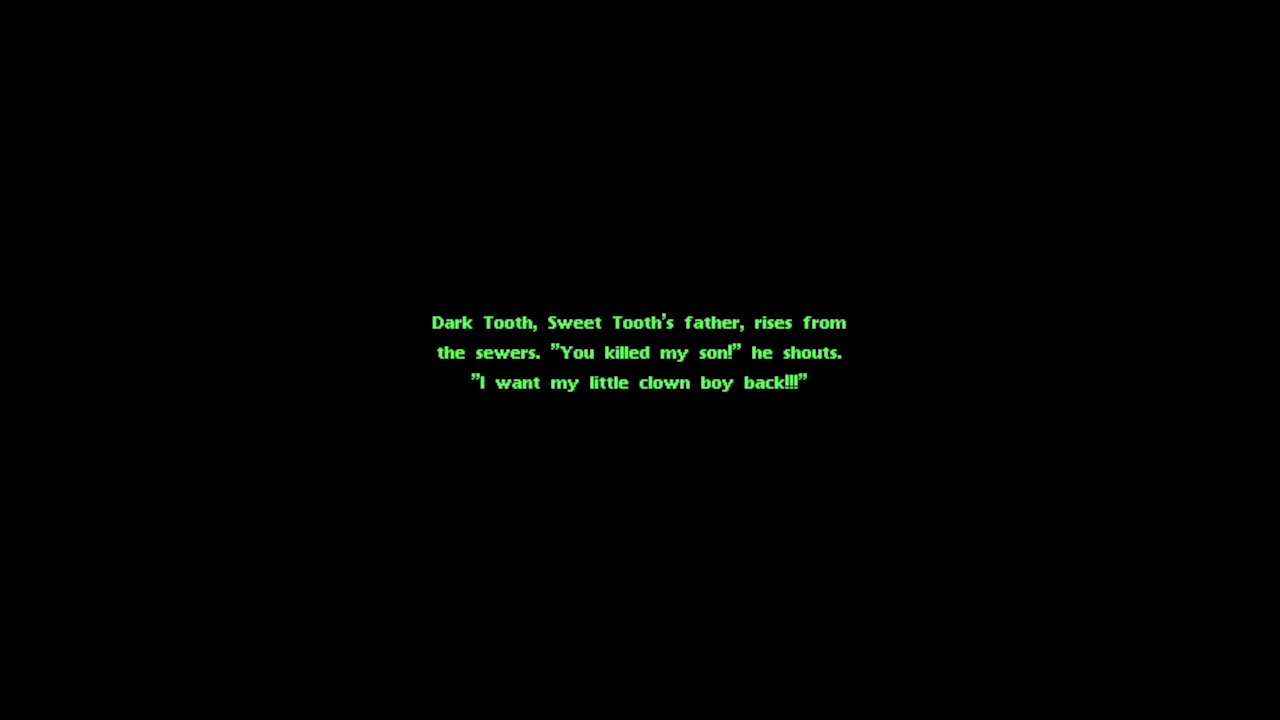 Dark Tooth, Sweet Tooth's father, rises from
the sewers. "You killed my son!" he shouts.
"I want my little clown boy back!!!"